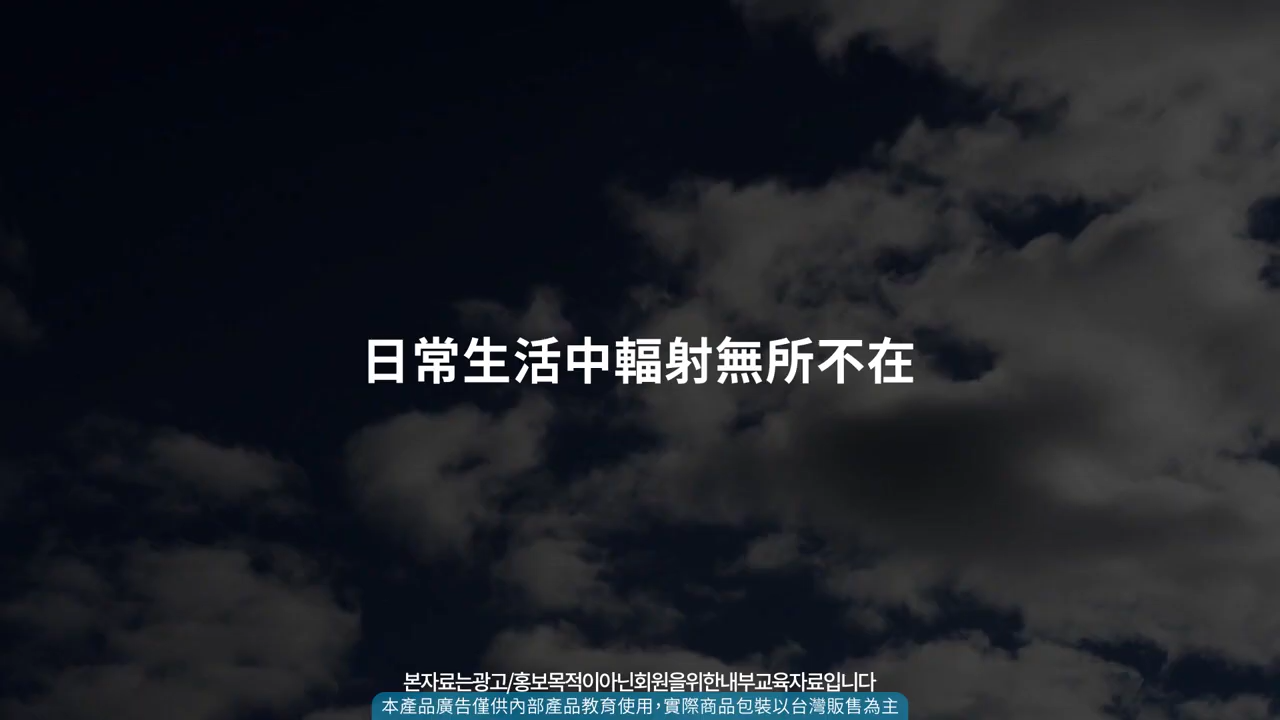 日常生活中輻射無所不在
본자료는광고/홍보목적이아닌회원을위한내부교육자료입니다
本產品廣告僅供內部產品教育使用，實際商品包裝以台灣販售為主